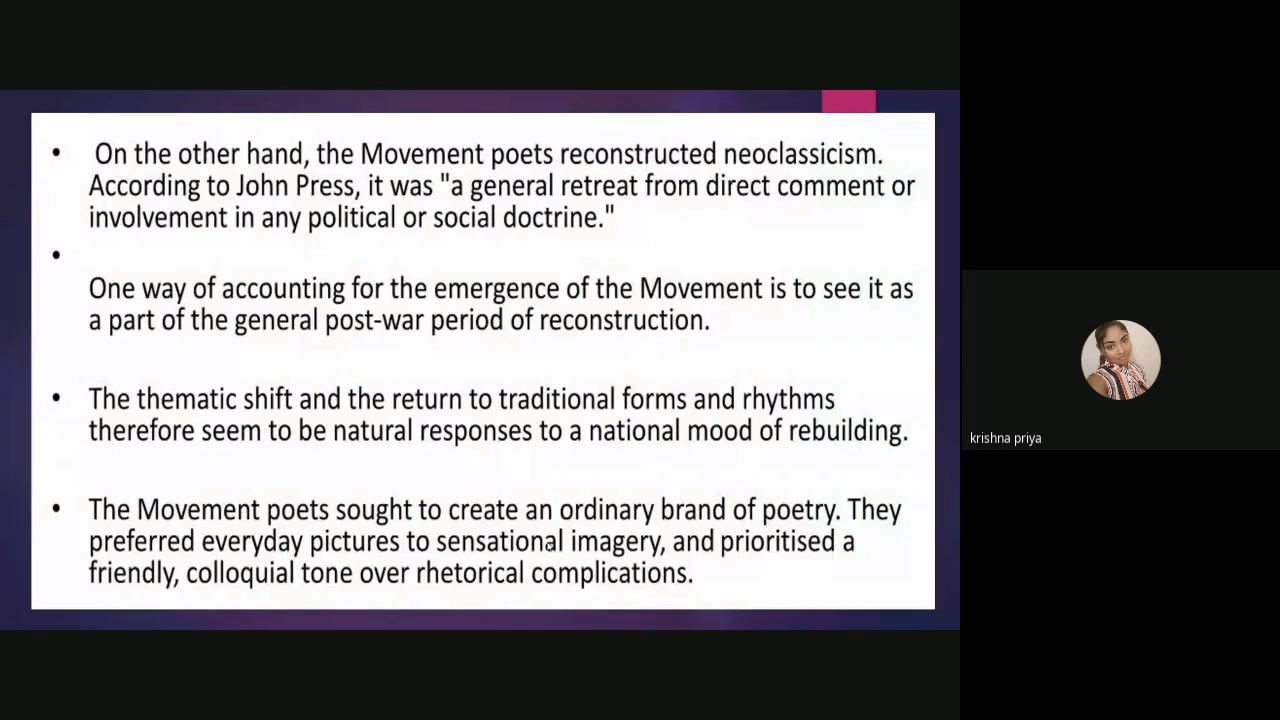 • On the other hand, the Movement poets reconstructed neoclassicism.
According to John Press, it was "a general retreat from direct comment or
involvement in any political or social doctrine."
•
One way of accounting for the emergence of the Movement is to see it as
a part of the general post-war period of reconstruction.
• The thematic shift and the return to traditional forms and rhythms
therefore seem to be natural responses to a national mood of rebuilding.
• The Movement poets sought to create an ordinary brand of poetry. They
preferred everyday pictures to sensational imagery, and prioritised a
friendly, colloquial tone over rhetorical complications.
krishna priya